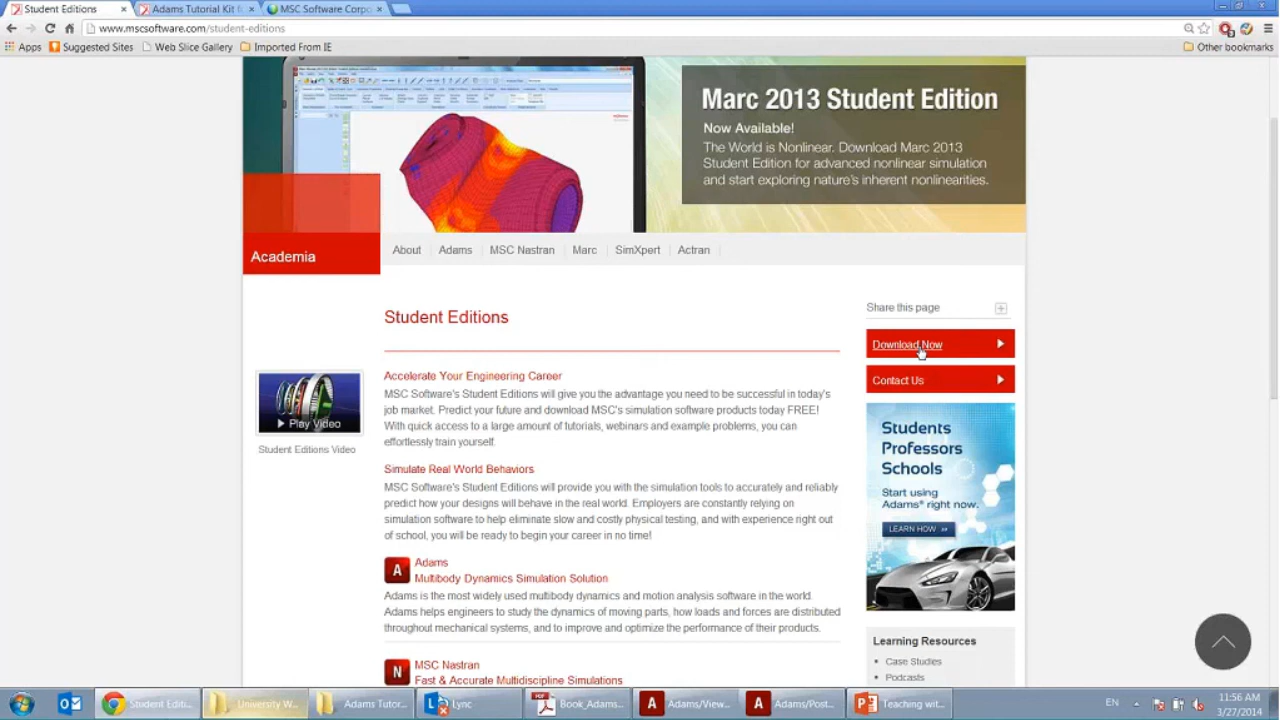 Student Editions
Adams Tutorial Kit for
MSC Software Corpo
www.mscsoftware.com/student-editions
Apps
Suggested Sites
Web Slice Gallery
Imported From IE
Other bookmarks
Marc 2013 Student Edition
Now Available!
The World is Nonlinear. Download Marc 2013
Student Edition for advanced nonlinear simulation
and start exploring nature's inherent nonlinearities.
Academia
About
Adams
MSC Nastran
Marc
SimXpert
Actran
Student Editions
Share this page
Download Now
Contact Us
Play Video
Student Editions Video
Accelerate Your Engineering Career
MSC Software's Student Editions will give you the advantage you need to be successful in today's
job market. Predict your future and download MSC's simulation software products today FREE!
With quick access to a large amount of tutorials, webinars and example problems, you can
effortlessly train yourself.
Simulate Real World Behaviors
MSC Software's Student Editions will provide you with the simulation tools to accurately and reliably
predict how your designs will behave in the real world. Employers are constantly relying on
simulation software to help eliminate slow and costly physical testing, and with experience right out
of school, you will be ready to begin your career in no time!
A
Adams
Multibody Dynamics Simulation Solution
Adams is the most widely used multibody dynamics and motion analysis software in the world.
Adams helps engineers to study the dynamics of moving parts, how loads and forces are distributed
throughout mechanical systems, and to improve and optimize the performance of their products.
N
MSC Nastran
Fast & Accurate Multidiscipline Simulations
Students
Professors
Schools
Start using
Adams® right now.
LEARN HOW »
Learning Resources
Case Studies
Podcasts
Student Editi...
University W...
Adams Tutor...
Lync
Book_Adams...
A
Adams/View...
A
Adams/Post...
Teaching wit...
EN
11:56 AM
3/27/2014